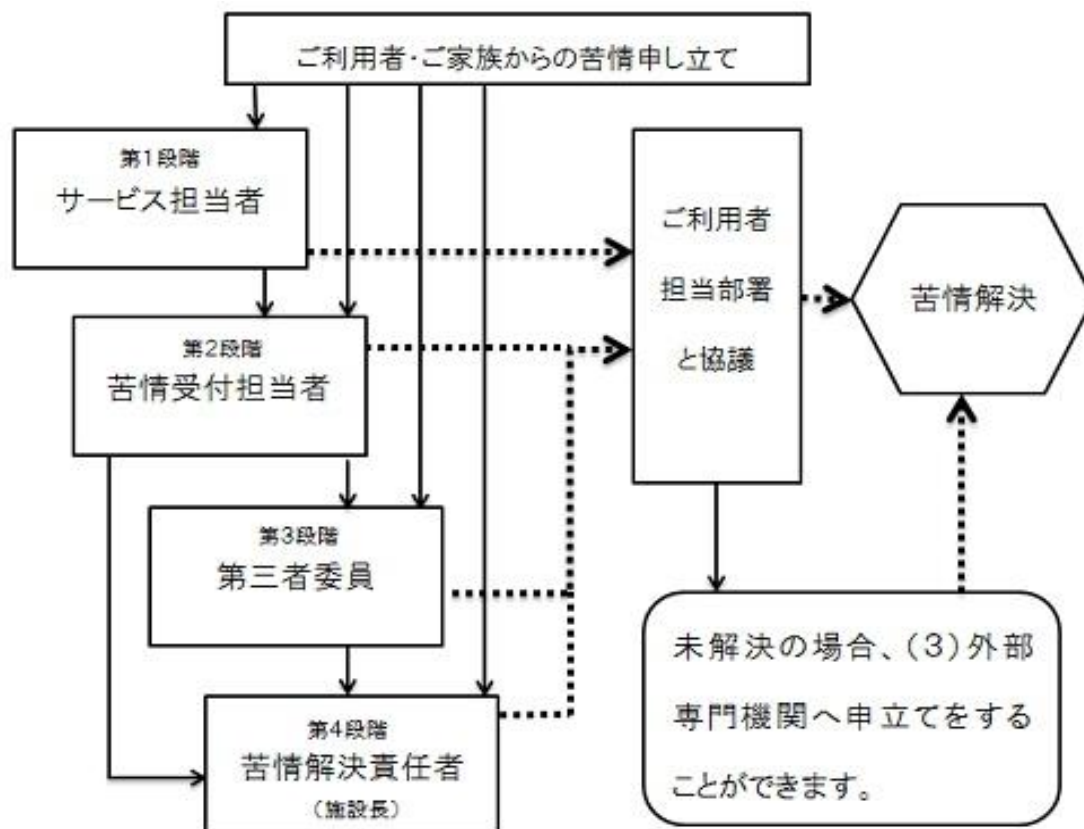 ご利用者・ご家族からの苦情申し立て
第1段階
サービス担当者
第2段階
苦情受付担当者
第3段階
第三者委員
第4段階
苦情解決責任者
（施設長）
ご利用者
担当部署
と協議
苦情解決
未解決の場合、（3）外部
専門機関へ申立てをする
ことができます。